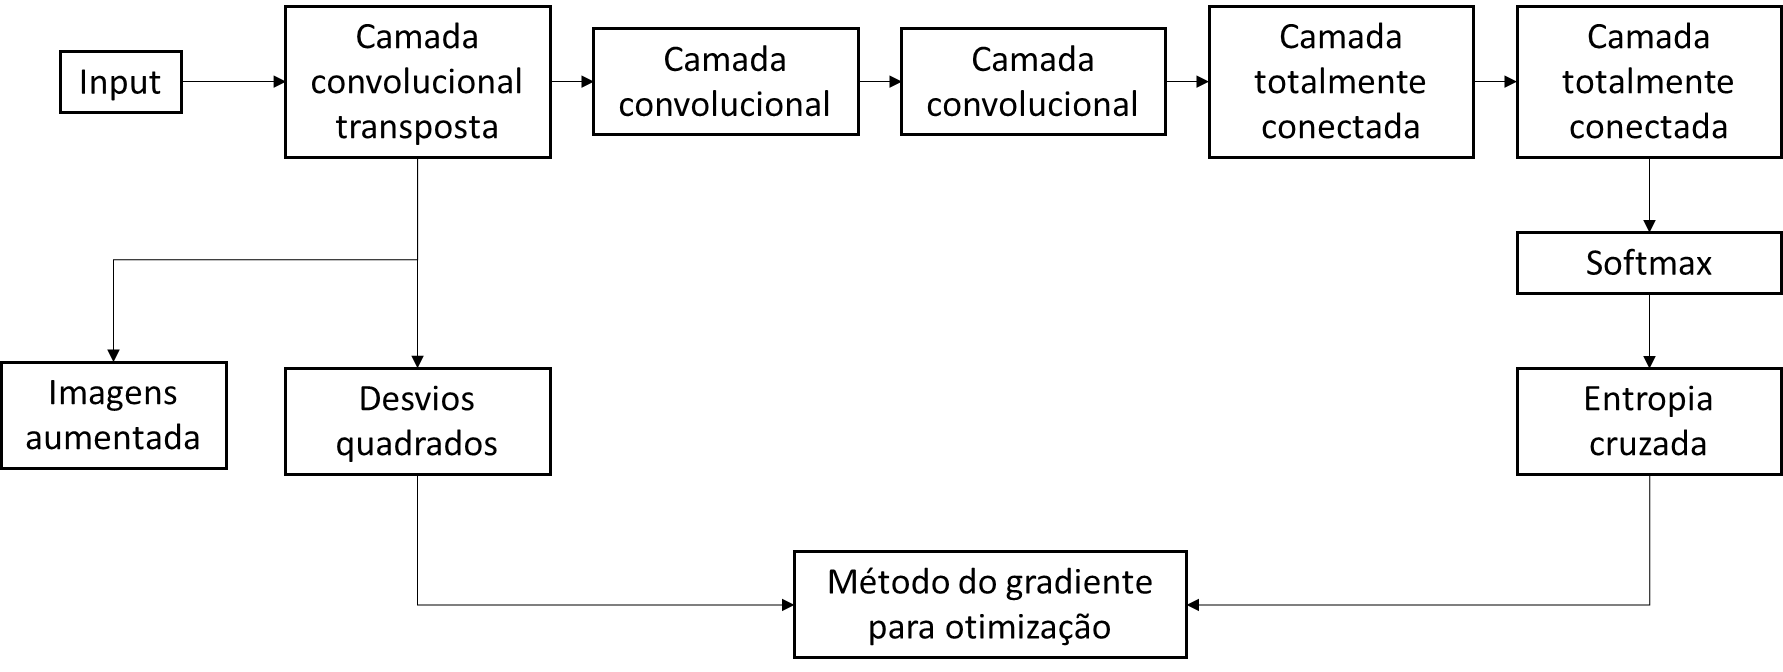 Input
Camada
convolucional
transposta
Camada
convolucional
Camada
convolucional
Camada
totalmente
conectada
Camada
totalmente
conectada
Softmax
Imagens
aumentada
Desvios
quadrados
Entropia
cruzada
Método do gradiente
para otimização